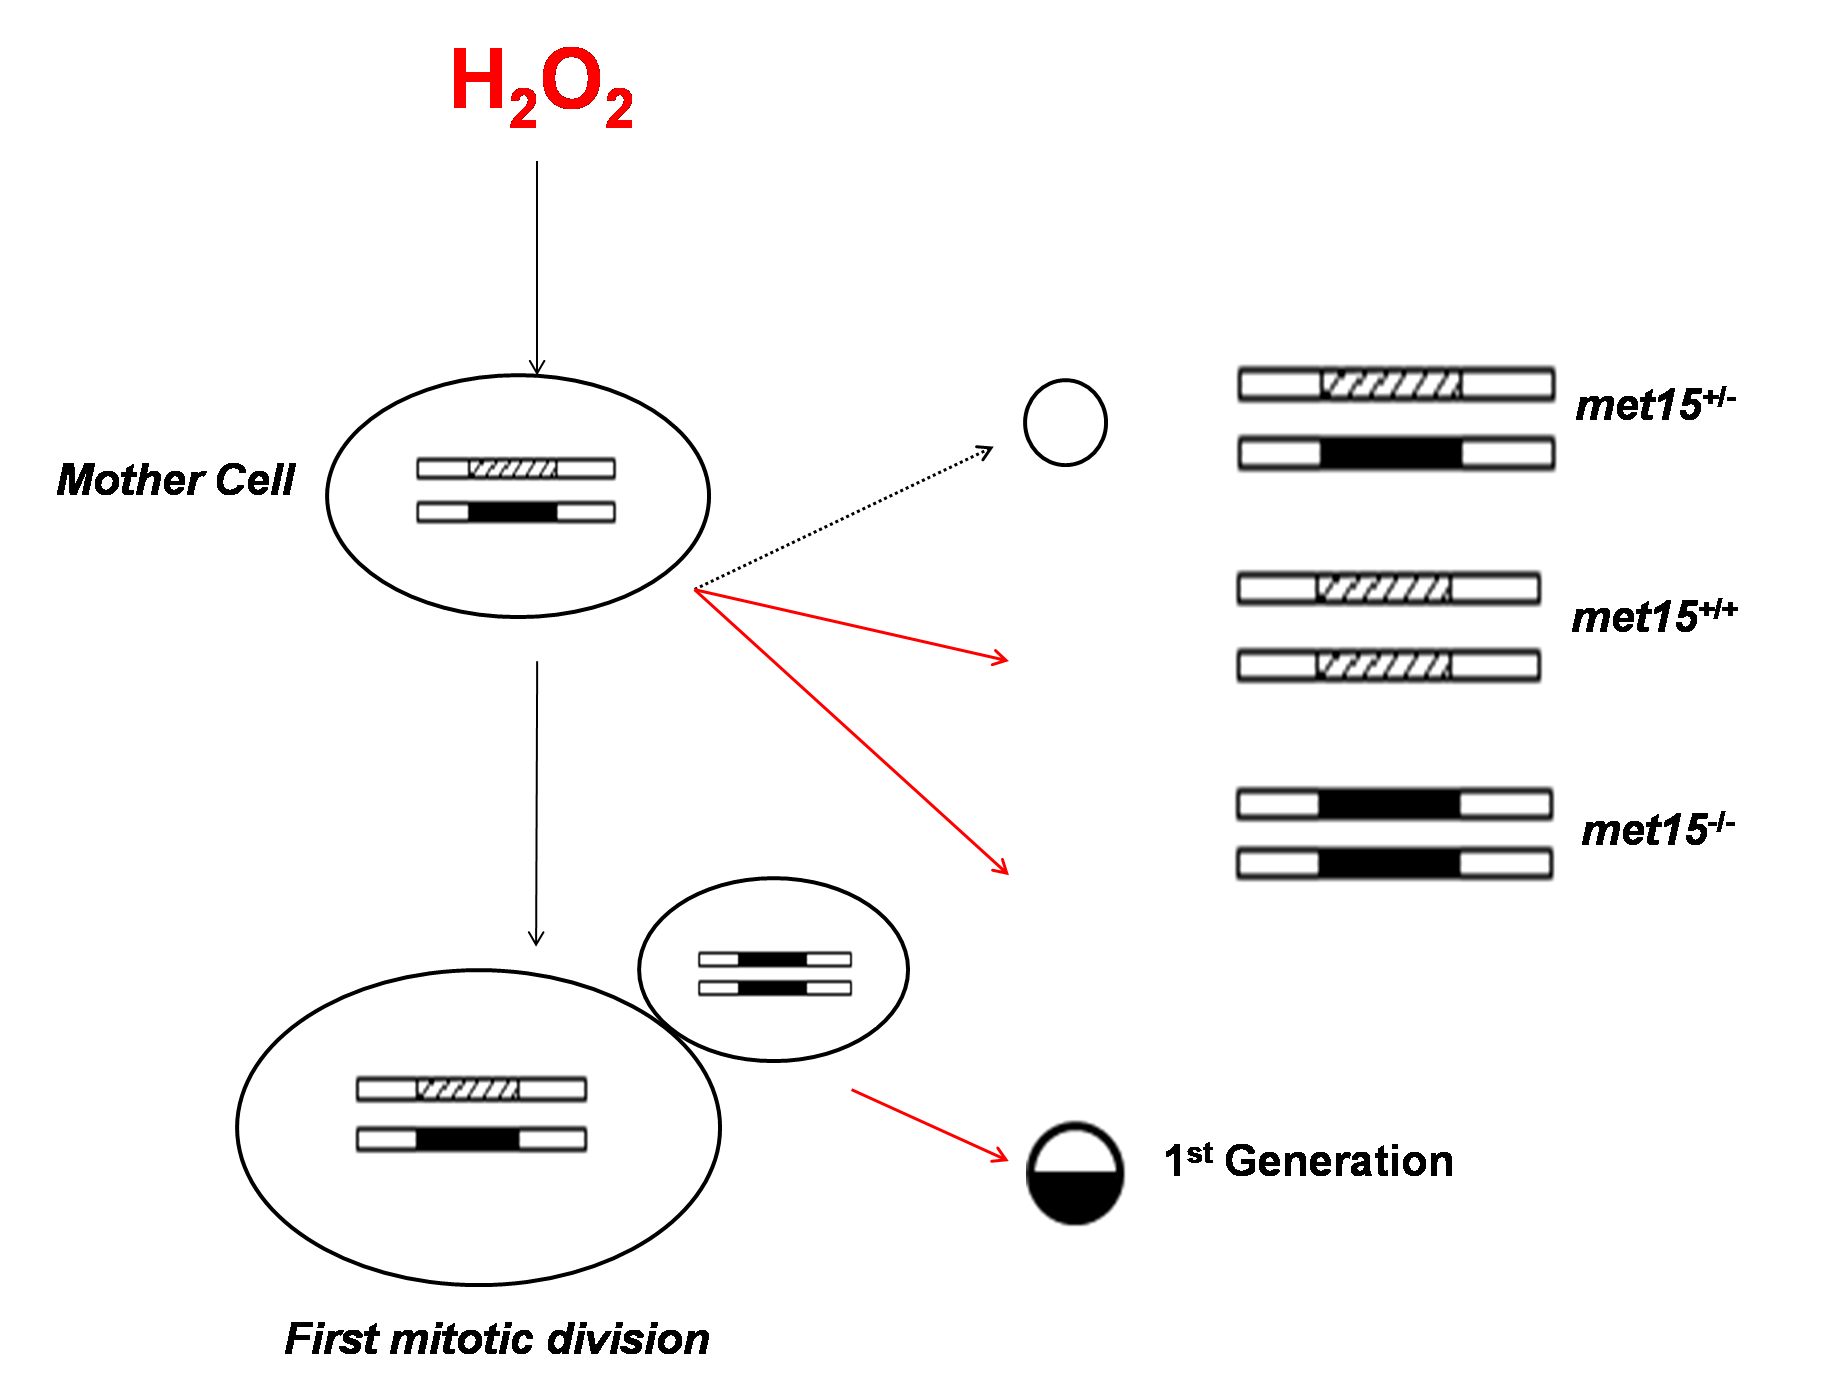 H₂O₂
Mother Cell
met15⁺/⁻
met15⁺/⁺
met15⁻/⁻
1ˢᵗ Generation
First mitotic division